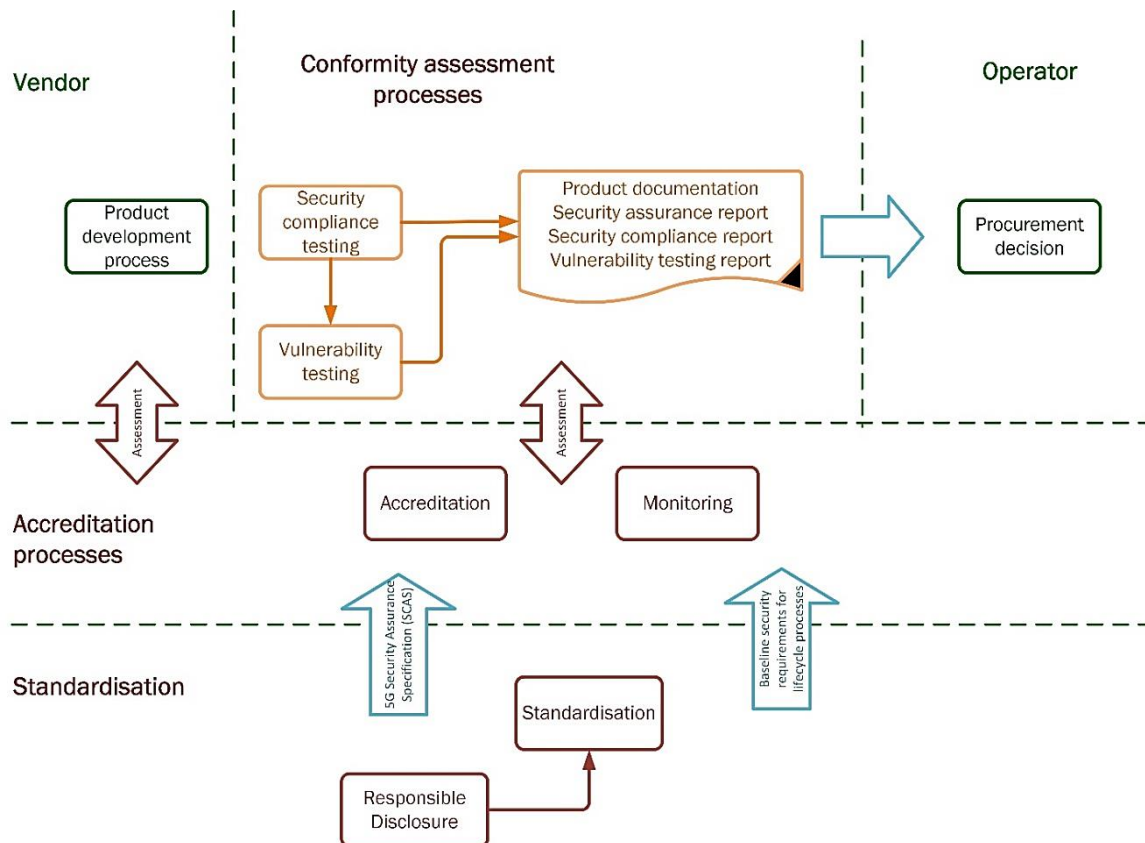 Vendor
Conformity assessment
processes
Operator
Product
development
process
Security
compliance
testing
Product documentation
Security assurance report
Security compliance report
Vulnerability testing report
Procurement
decision
Vulnerability
testing
Assessment
Assessment
Accreditation
processes
Accreditation
Monitoring
5G Security Assurance
Specification (SCAS)
Baseline security
requirements for
lifecycle processes
Standardisation
Standardisation
Responsible
Disclosure